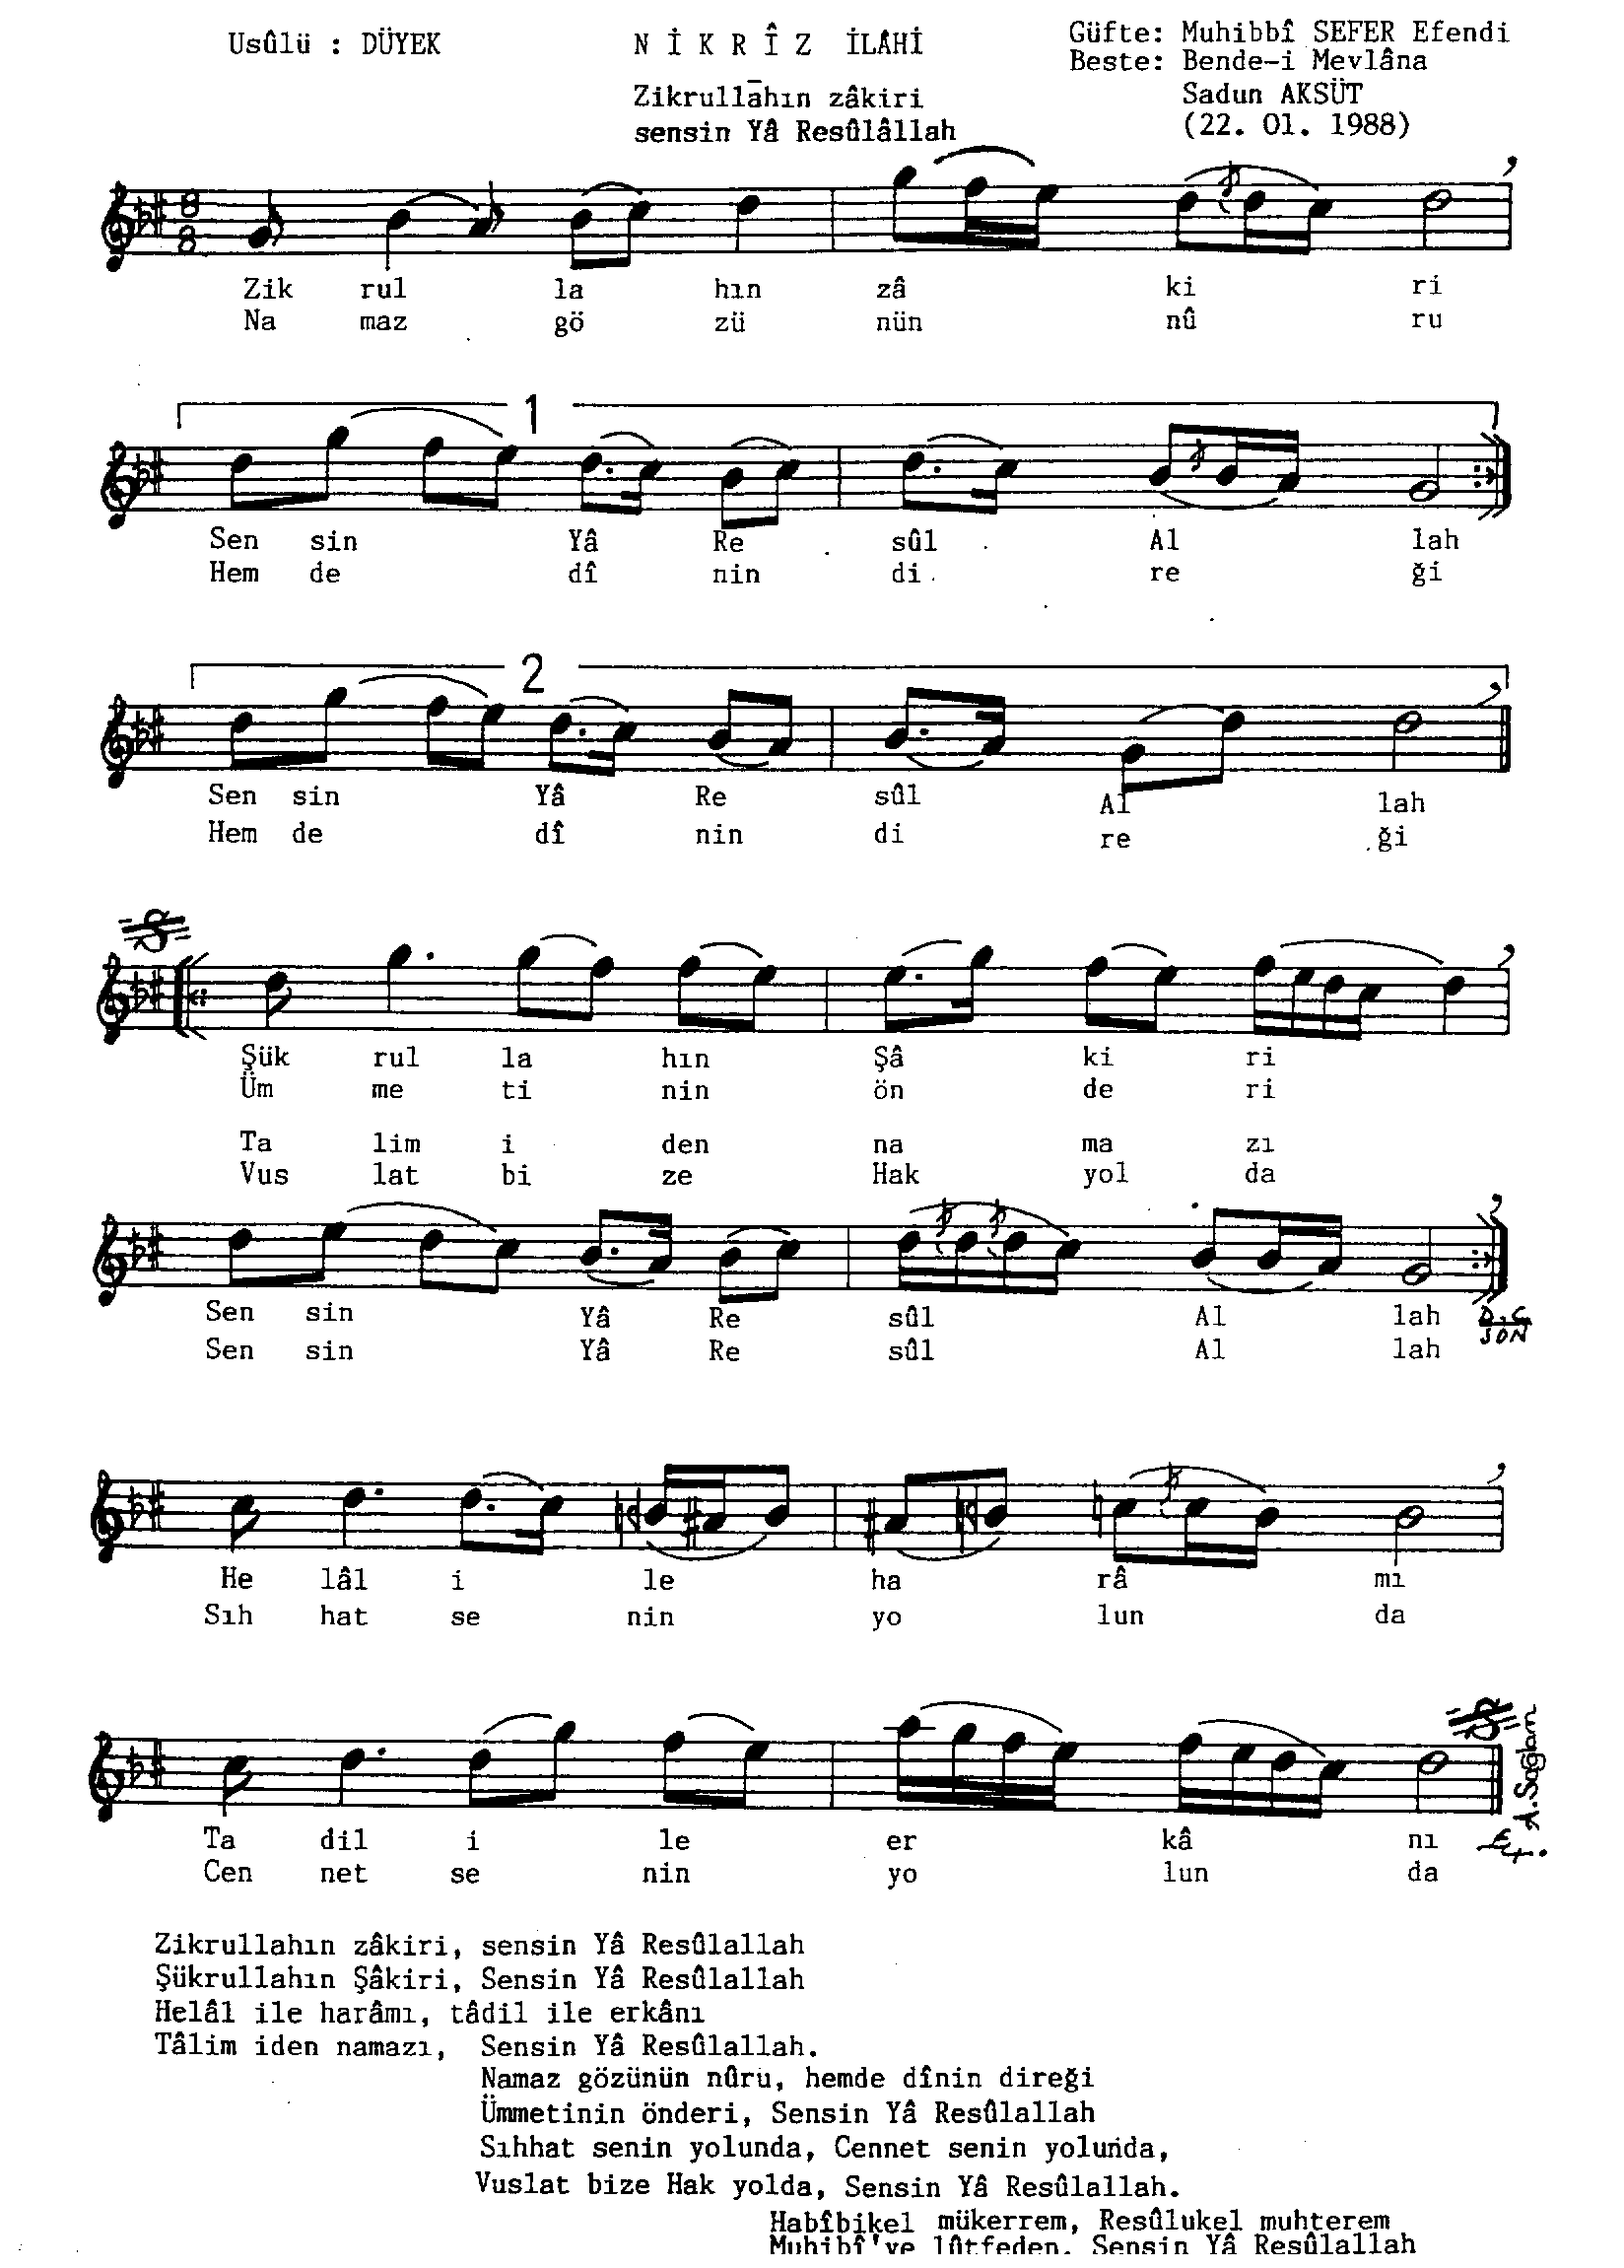 Usûlü : DÜYEK
N İ K R Î Z İLÂHİ
Güfte: Muhibbî SEFER Efendi
Beste: Bende-i Mevlâna
Zikrullāhın zâkiri
Sadun AKSÜT
sensin Yâ Resûlâllah
(22. 01. 1988)
8
8
Zik rul la hın zâ ki ri
Na maz gö zü nün nû ru
1
Sen sin Yâ Re sûl Al lah
Hem de dî nin di re ği
2
Sen sin Yâ Re sûl Al lah
Hem de dî nin di re ği
Şük rul la hın Şâ ki ri
Üm me ti nin ön de ri
Ta lim i den na ma zı
Vus lat bi ze Hak yol da
Sen sin Yâ Re sûl Al lah
D.C
SON
Sen sin Yâ Re sûl Al lah
He lâl i le ha râ mı
Sıh hat se nin yo lun da
A.Sağlam
Ta dil i le er kâ nı
Cen net se nin yo lun da
Zikrullahın zâkiri, sensin Yâ Resûlallah
Şükrullahın Şâkiri, Sensin Yâ Resûlallah
Helâl ile harâmı, tâdil ile erkânı
Tâlim iden namazı, Sensin Yâ Resûlallah.
Namaz gözünün nûru, hemde dînin direği
Ümmetinin önderi, Sensin Yâ Resûlallah
Sıhhat senin yolunda, Cennet senin yolunda,
Vuslat bize Hak yolda, Sensin Yâ Resûlallah.
Habîbikel mükerrem, Resûlukel muhterem
Muhibî'ye lûtfeden, Sensin Yâ Resûlallah